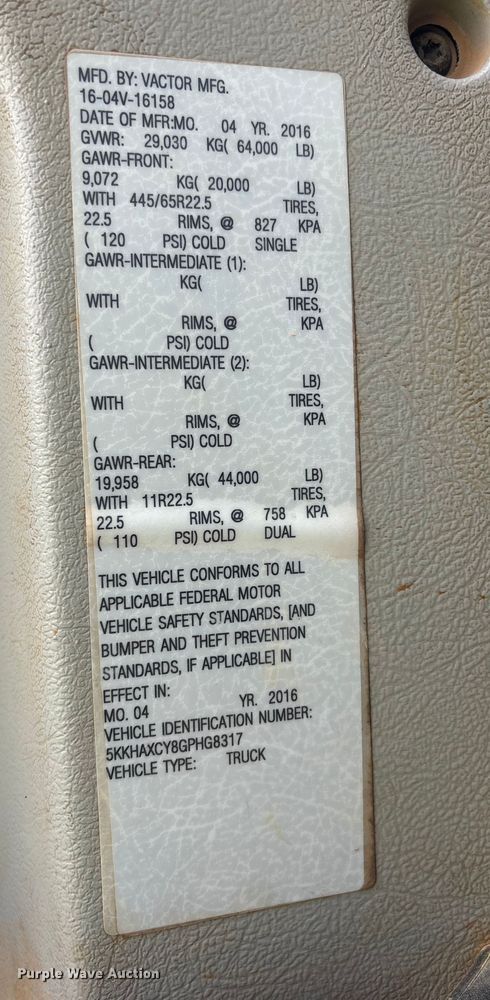 MFD. BY: VACTOR MFG.
16-04V-16158
DATE OF MFR:MO. 04 YR. 2016
GVWR: 29,030 KG( 64,000 LB)
GAWR-FRONT:
9,072 KG( 20,000 LB)
WITH 445/65R22.5 TIRES,
22.5 RIMS, @ 827 KPA
( 120 PSI) COLD SINGLE
GAWR-INTERMEDIATE (1):
KG( LB)
WITH TIRES,
RIMS, @ KPA
( PSI) COLD
GAWR-INTERMEDIATE (2):
KG( LB)
WITH TIRES,
RIMS, @ KPA
( PSI) COLD
GAWR-REAR:
19,958 KG( 44,000 LB)
WITH 11R22.5 TIRES,
22.5 RIMS, @ 758 KPA
( 110 PSI) COLD DUAL
THIS VEHICLE CONFORMS TO ALL
APPLICABLE FEDERAL MOTOR
VEHICLE SAFETY STANDARDS, [AND
BUMPER AND THEFT PREVENTION
STANDARDS, IF APPLICABLE] IN
EFFECT IN:
MO. 04 YR. 2016
VEHICLE IDENTIFICATION NUMBER:
5KKHAXCY8GPHG8317
VEHICLE TYPE: TRUCK
Purple Wave Auction